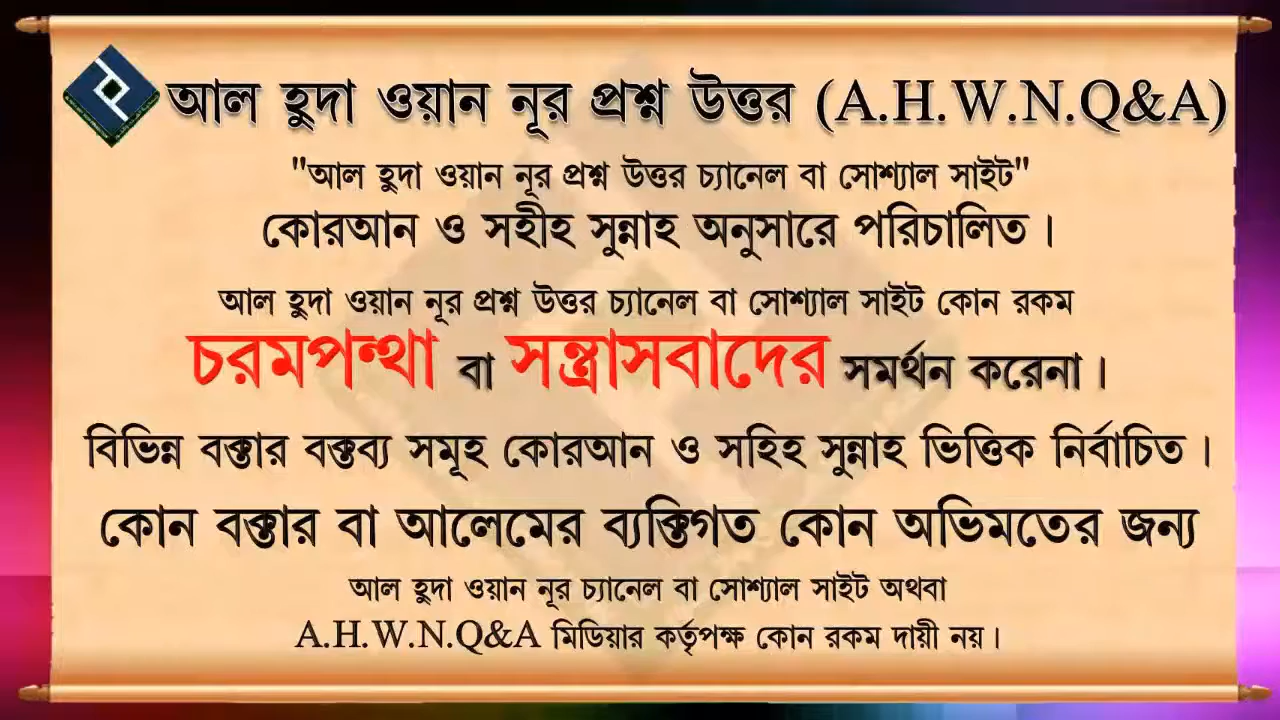 আল হুদা ওয়ান নূর প্রশ্ন উত্তর (A.H.W.N.Q&A)
"আল হুদা ওয়ান নূর প্রশ্ন উত্তর চ্যানেল বা সোশ্যাল সাইট"
কোরআন ও সহীহ সুন্নাহ অনুসারে পরিচালিত।
আল হুদা ওয়ান নূর প্রশ্ন উত্তর চ্যানেল বা সোশ্যাল সাইট কোন রকম
চরমপন্থা বা সন্ত্রাসবাদের সমর্থন করেনা।
বিভিন্ন বক্তার বক্তব্য সমূহ কোরআন ও সহিহ সুন্নাহ ভিত্তিক নির্বাচিত।
কোন বক্তার বা আলেমের ব্যক্তিগত কোন অভিমতের জন্য
আল হুদা ওয়ান নূর চ্যানেল বা সোশ্যাল সাইট অথবা
A.H.W.N.Q&A মিডিয়ার কর্তৃপক্ষ কোন রকম দায়ী নয়।